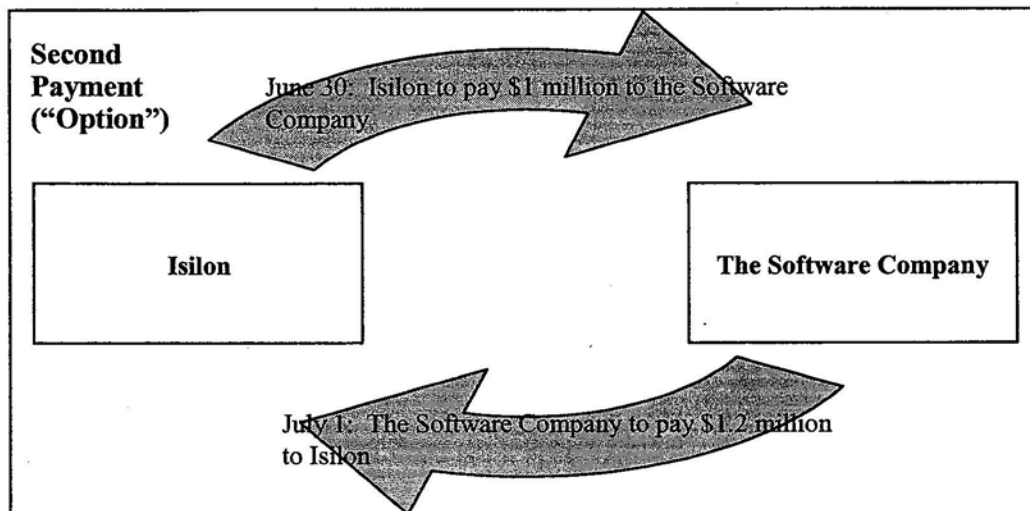 Second
Payment
("Option")
June 30: Isilon to pay $1 million to the Software
Company
Isilon
The Software Company
July 1: The Software Company to pay $1.2 million
to Isilon